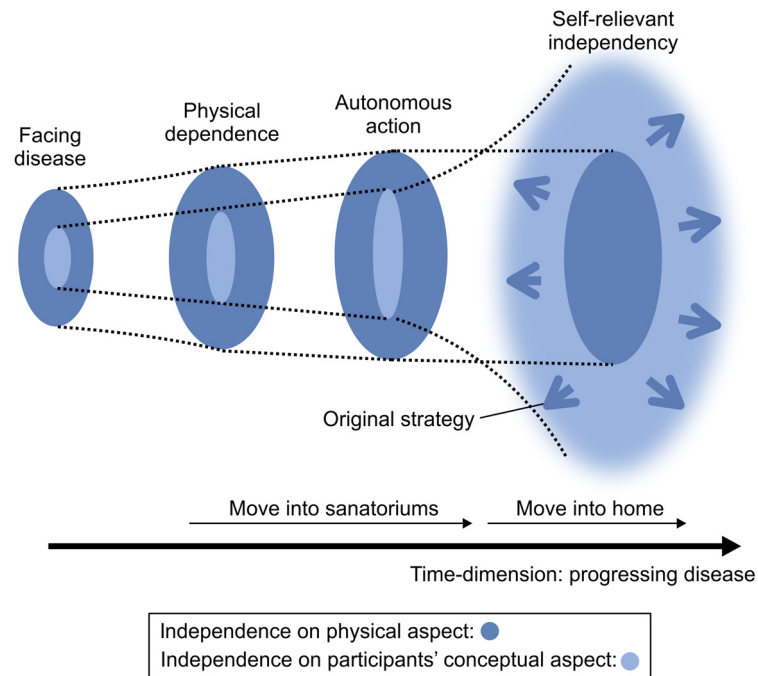 Self-relievant
independency
Autonomous
action
Physical
dependence
Facing
disease
Original strategy
Move into sanatoriums
Move into home
Time-dimension: progressing disease
Independence on physical aspect:
Independence on participants' conceptual aspect: